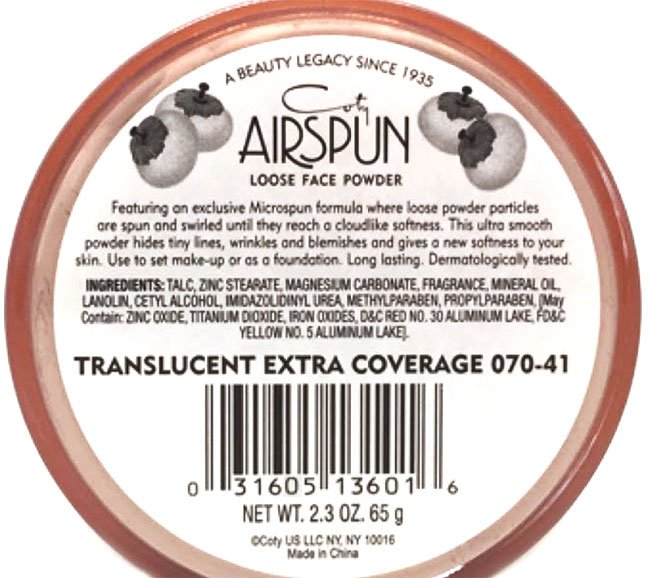 A BEAUTY LEGACY SINCE 1935
Coty
AIRSPUN
LOOSE FACE POWDER
Featuring an exclusive Microspun formula where loose powder particles
are spun and swirled until they reach a cloudlike softness. This ultra smooth
powder hides tiny lines, wrinkles and blemishes and gives a new softness to your
skin. Use to set make-up or as a foundation. Long lasting. Dermatologically tested.
INGREDIENTS: TALC, ZINC STEARATE, MAGNESIUM CARBONATE, FRAGRANCE, MINERAL OIL,
LANOLIN, CETYL ALCOHOL, IMIDAZOLIDINYL UREA, METHYLPARABEN, PROPYLPARABEN, [May
Contain: ZINC OXIDE, TITANIUM DIOXIDE, IRON OXIDES, D&C RED NO. 30 ALUMINUM LAKE, FD&C
YELLOW NO. 5 ALUMINUM LAKE].
TRANSLUCENT EXTRA COVERAGE 070-41
0 31605 13601 6
NET WT. 2.3 OZ. 65 g
©Coty US LLC NY, NY 10016
Made in China